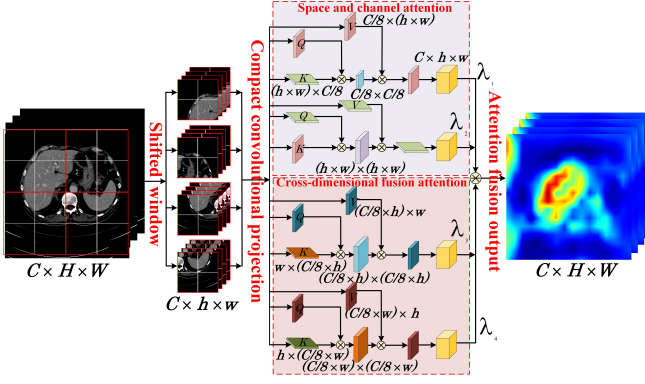 C × H × W
Shifted window
C × h × w
Compact convolutional projection
Space and channel attention
V
C/8 × (h × w)
Q
C × h × w
K
(h × w) × C/8
C/8 × C/8
λ1
V
Q
λ2
K
(h × w) × (h × w)
Cross-dimensional fusion attention
V
(C/8 × h) × w
Q
λ3
K
w × (C/8 × h)
(C/8 × h) × (C/8 × h)
V
(C/8 × w) × h
Q
λ4
K
h × (C/8 × w)
(C/8 × w) × (C/8 × w)
Attention fusion output
C × H × W